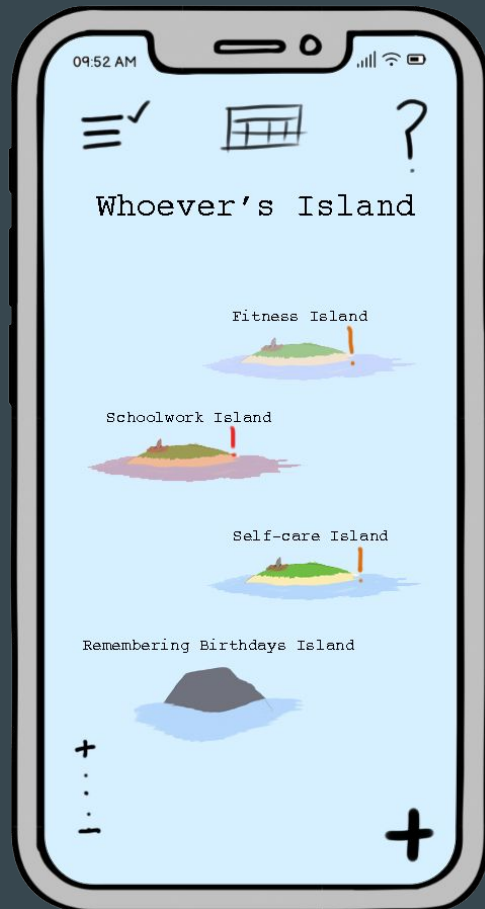 09:52 AM
?
Whoever's Island
Fitness Island
!
Schoolwork Island
!
Self-care Island
!
Remembering Birthdays Island
+
-
+